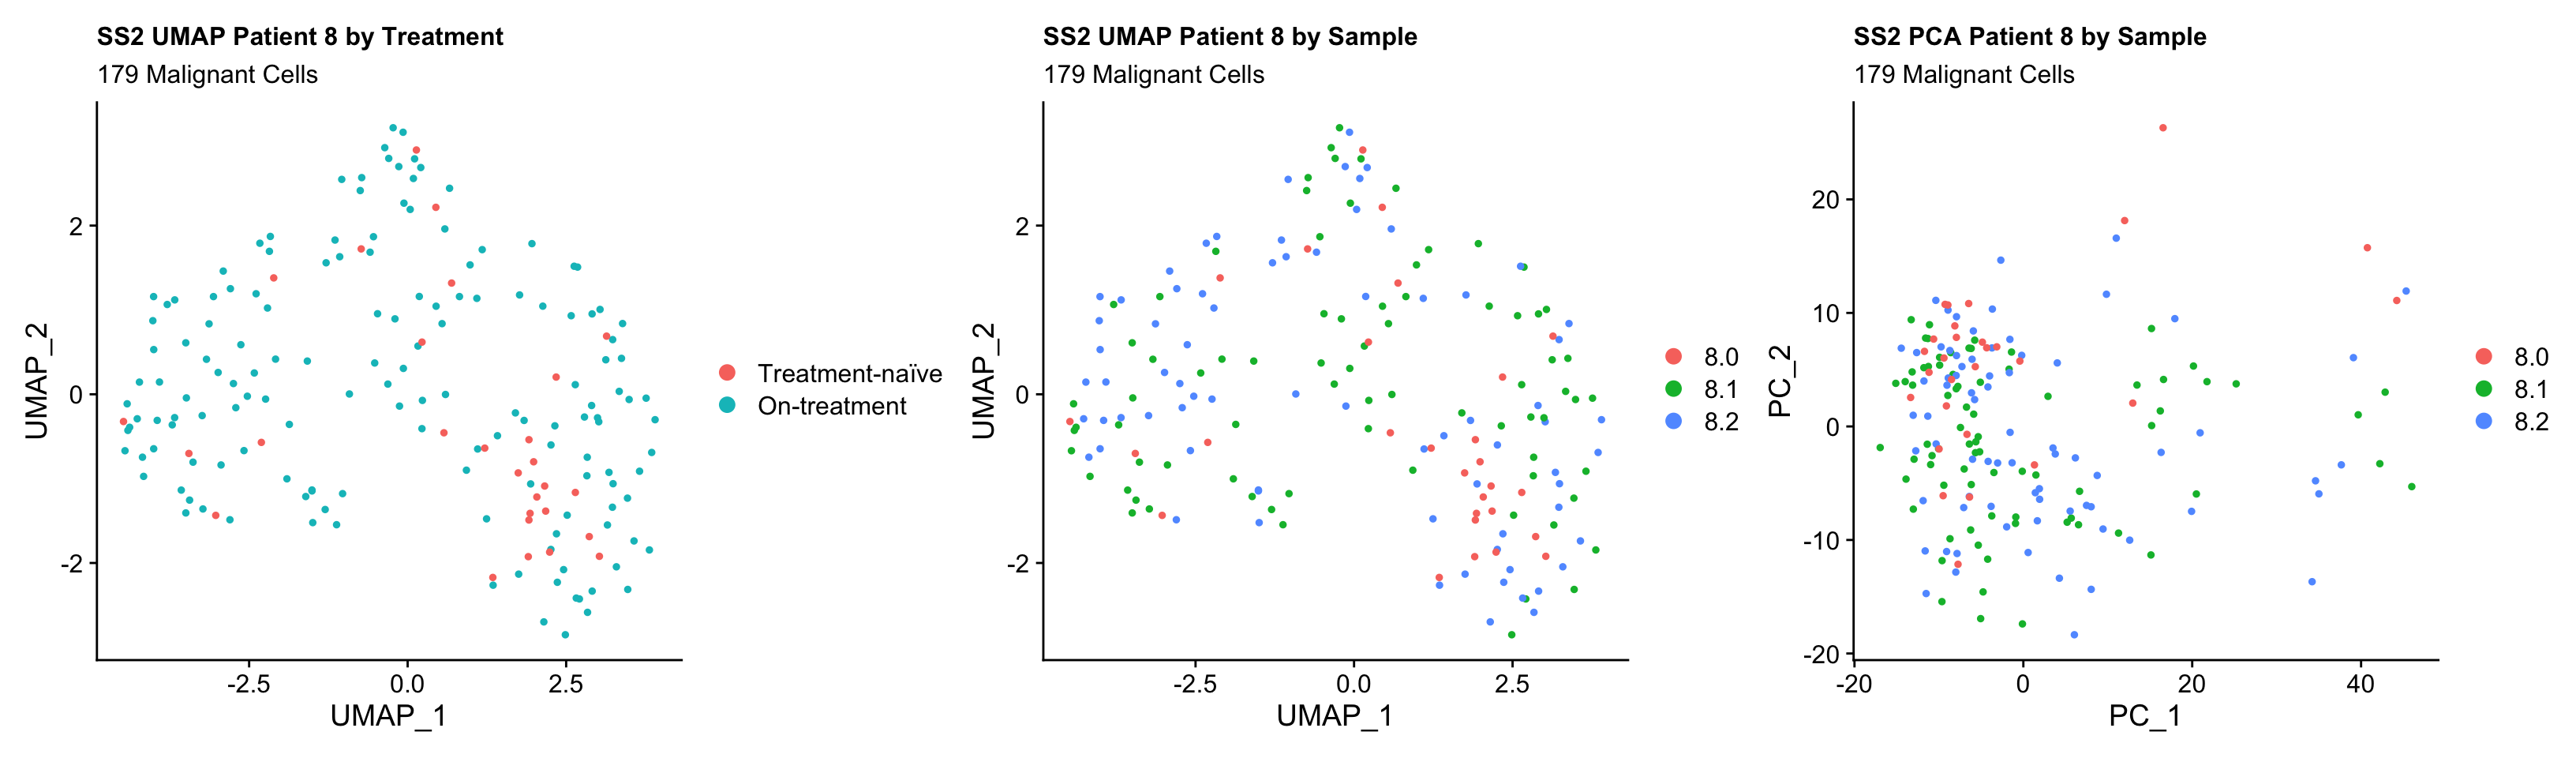 SS2 UMAP Patient 8 by Treatment
179 Malignant Cells
UMAP_2
2
0
-2
-2.5
0.0
2.5
UMAP_1
Treatment-naïve
On-treatment
SS2 UMAP Patient 8 by Sample
179 Malignant Cells
UMAP_2
2
0
-2
-2.5
0.0
2.5
UMAP_1
8.0
8.1
8.2
SS2 PCA Patient 8 by Sample
179 Malignant Cells
PC_2
20
10
0
-10
-20
-20
0
20
40
PC_1
8.0
8.1
8.2